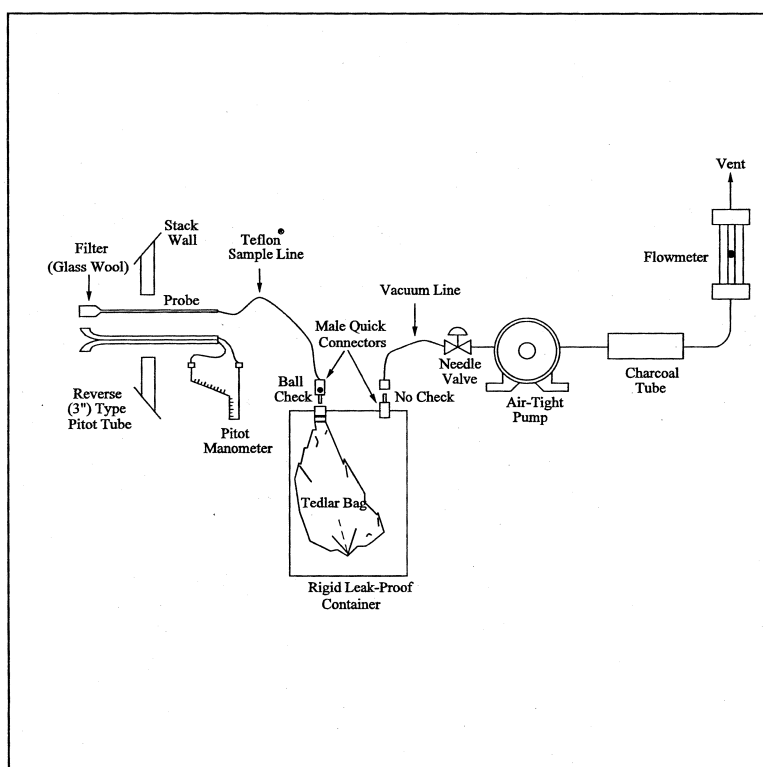 Vent
Stack
Wall
Filter
(Glass Wool)
Teflon®
Sample Line
Flowmeter
Probe
Vacuum Line
Male Quick
Connectors
Needle
Valve
Charcoal
Tube
Ball
Check
No Check
Air-Tight
Pump
Reverse
(3") Type
Pitot Tube
Pitot
Manometer
Tedlar Bag
Rigid Leak-Proof
Container